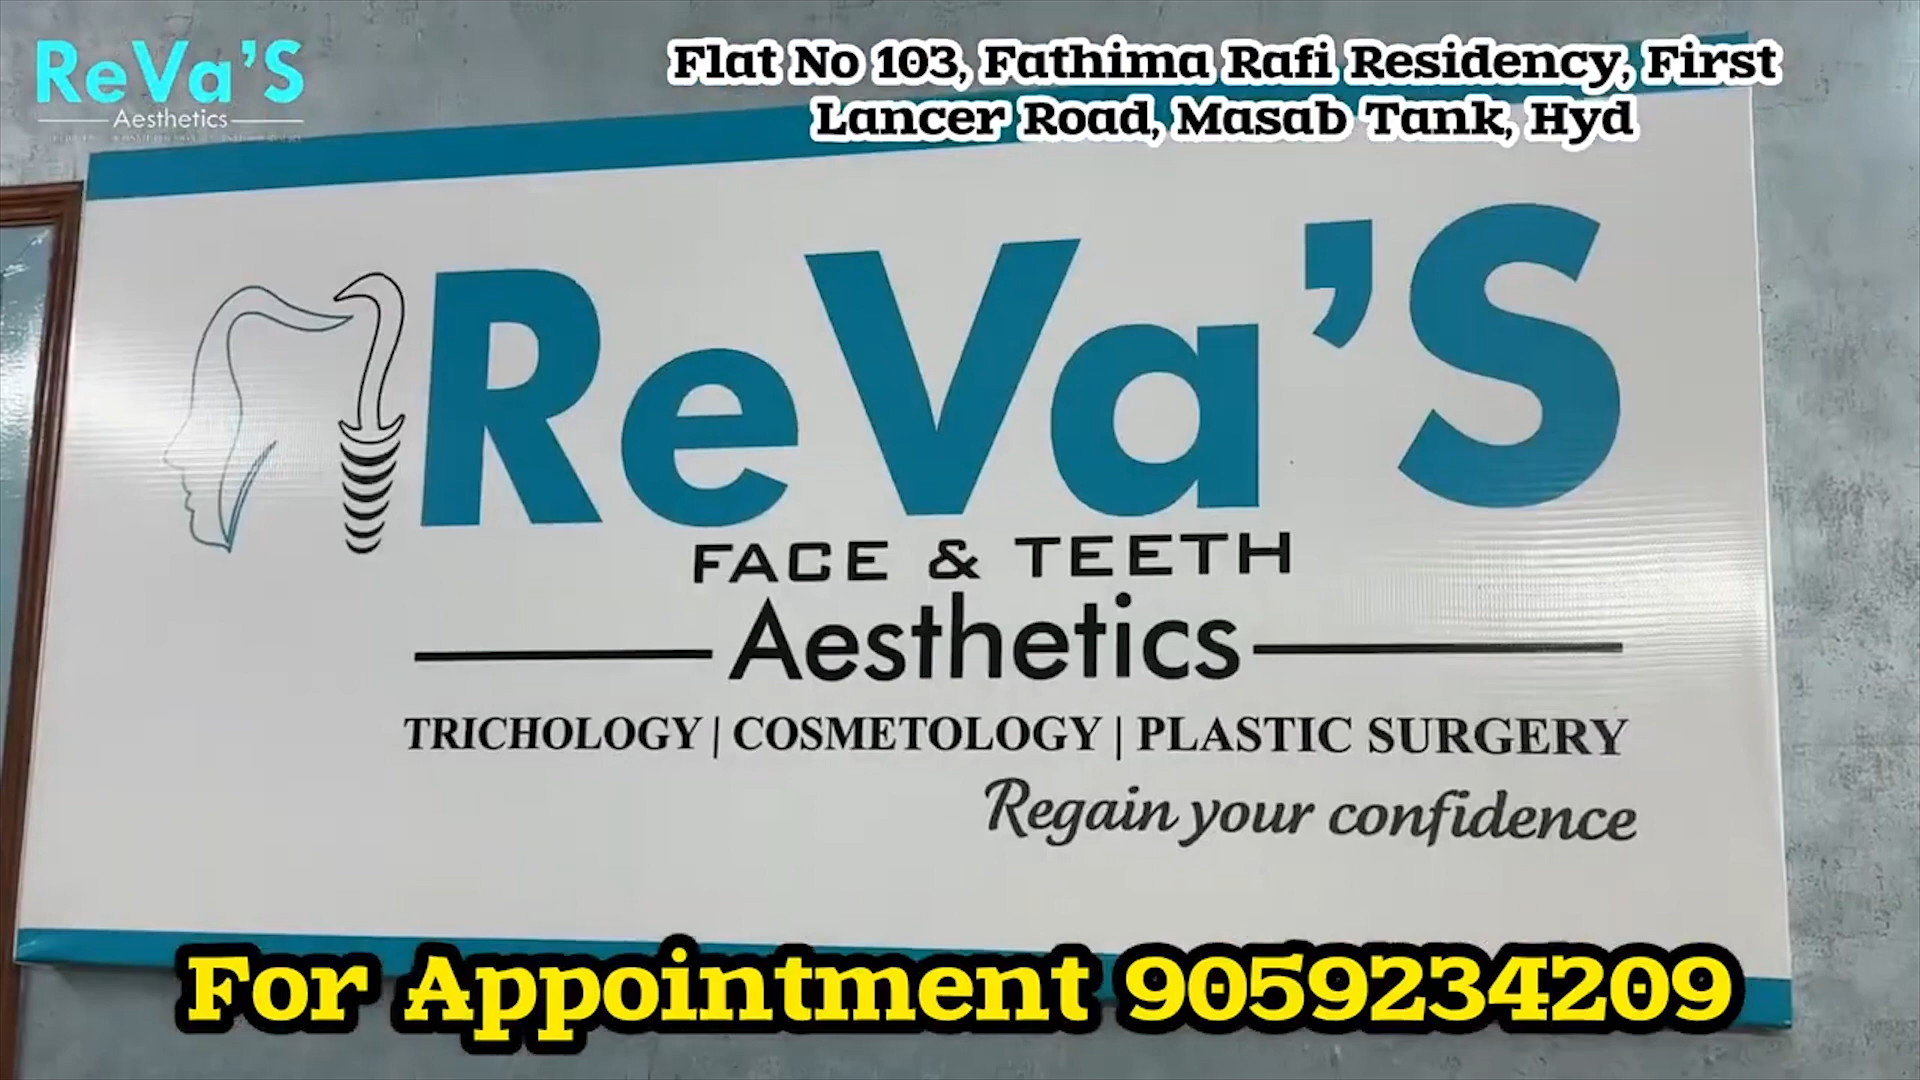 ReVa'S
Aesthetics
Flat No 103, Fathima Rafi Residency, First
Lancer Road, Masab Tank, Hyd
ReVa'S
FACE & TEETH
Aesthetics
TRICHOLOGY | COSMETOLOGY | PLASTIC SURGERY
Regain your confidence
For Appointment 9059234209